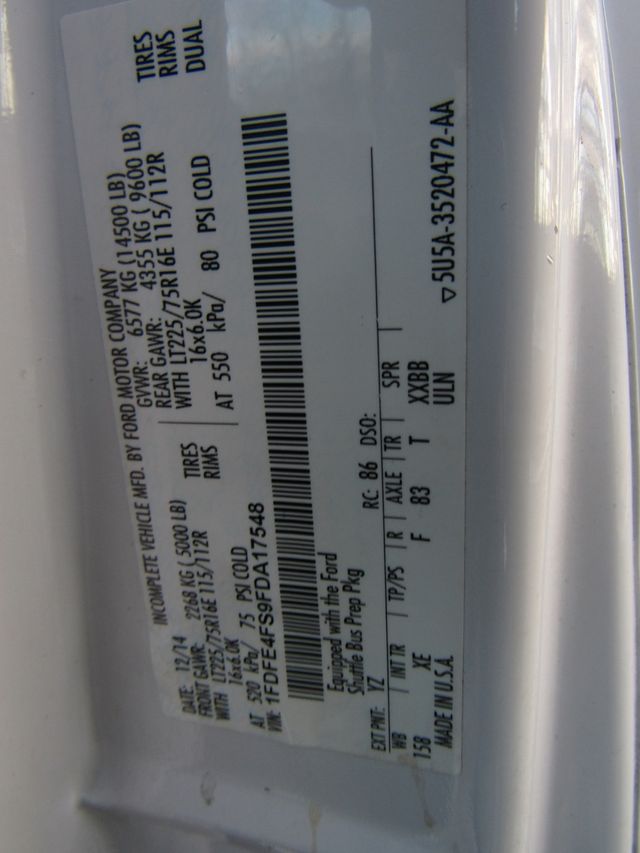 INCOMPLETE VEHICLE MFD. BY FORD MOTOR COMPANY
DATE: 12/14 GVWR: 6577 KG (14500 LB)
FRONT GAWR: 2268 KG (5000 LB) REAR GAWR: 4355 KG ( 9600 LB)
WITH LT225/75R16E 115/112R TIRES WITH LT225/75R16E 115/112R TIRES
16x6.0K RIMS 16x6.0K RIMS
AT 520 kPa/ 75 PSI COLD AT 550 kPa/ 80 PSI COLD DUAL
VIN: 1FDFE4FS9FDA17548
Equipped with the Ford
Shuttle Bus Prep Pkg
EXT PNT: YZ RC: 86 DSO:
WB INT TR TP/PS R AXLE TR SPR
158 XE F 83 T XXBB
MADE IN U.S.A. ULN
▽5U5A-3520472-AA